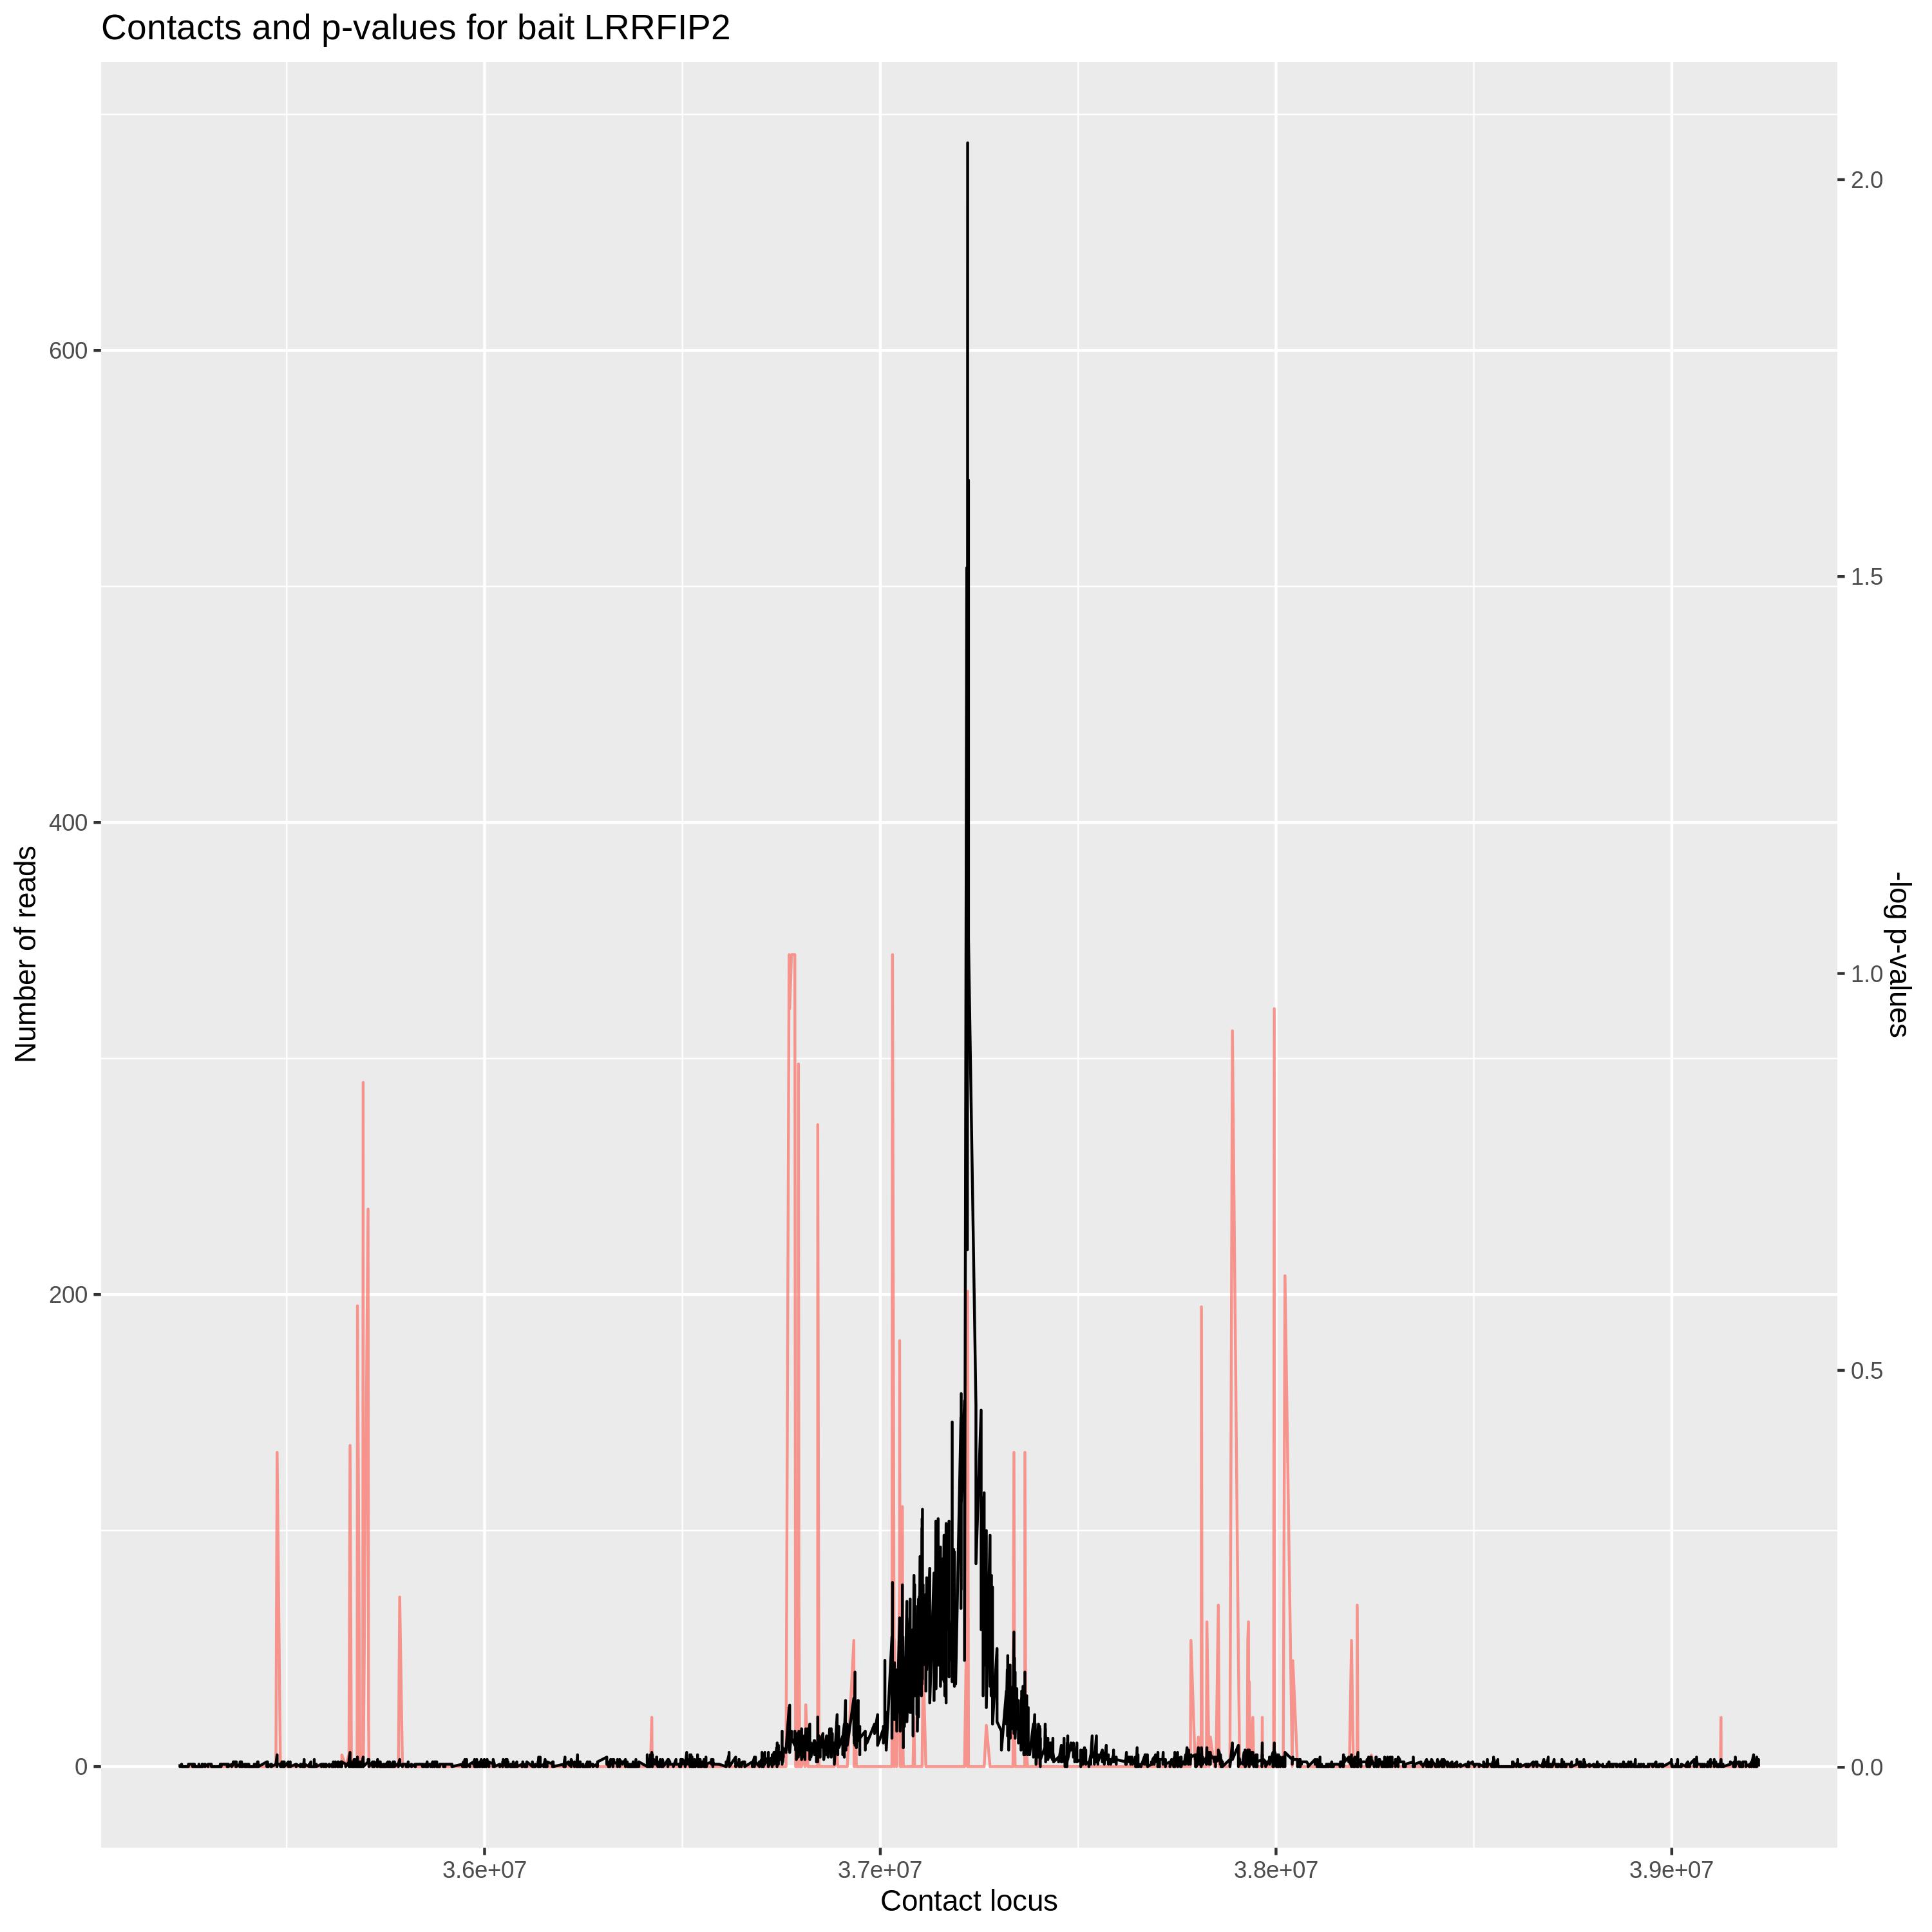 Contacts and p-values for bait LRRFIP2
Number of reads
600
400
200
0
2.0
1.5
1.0
0.5
0.0
-log p-values
3.6e+07 3.7e+07 3.8e+07 3.9e+07
Contact locus